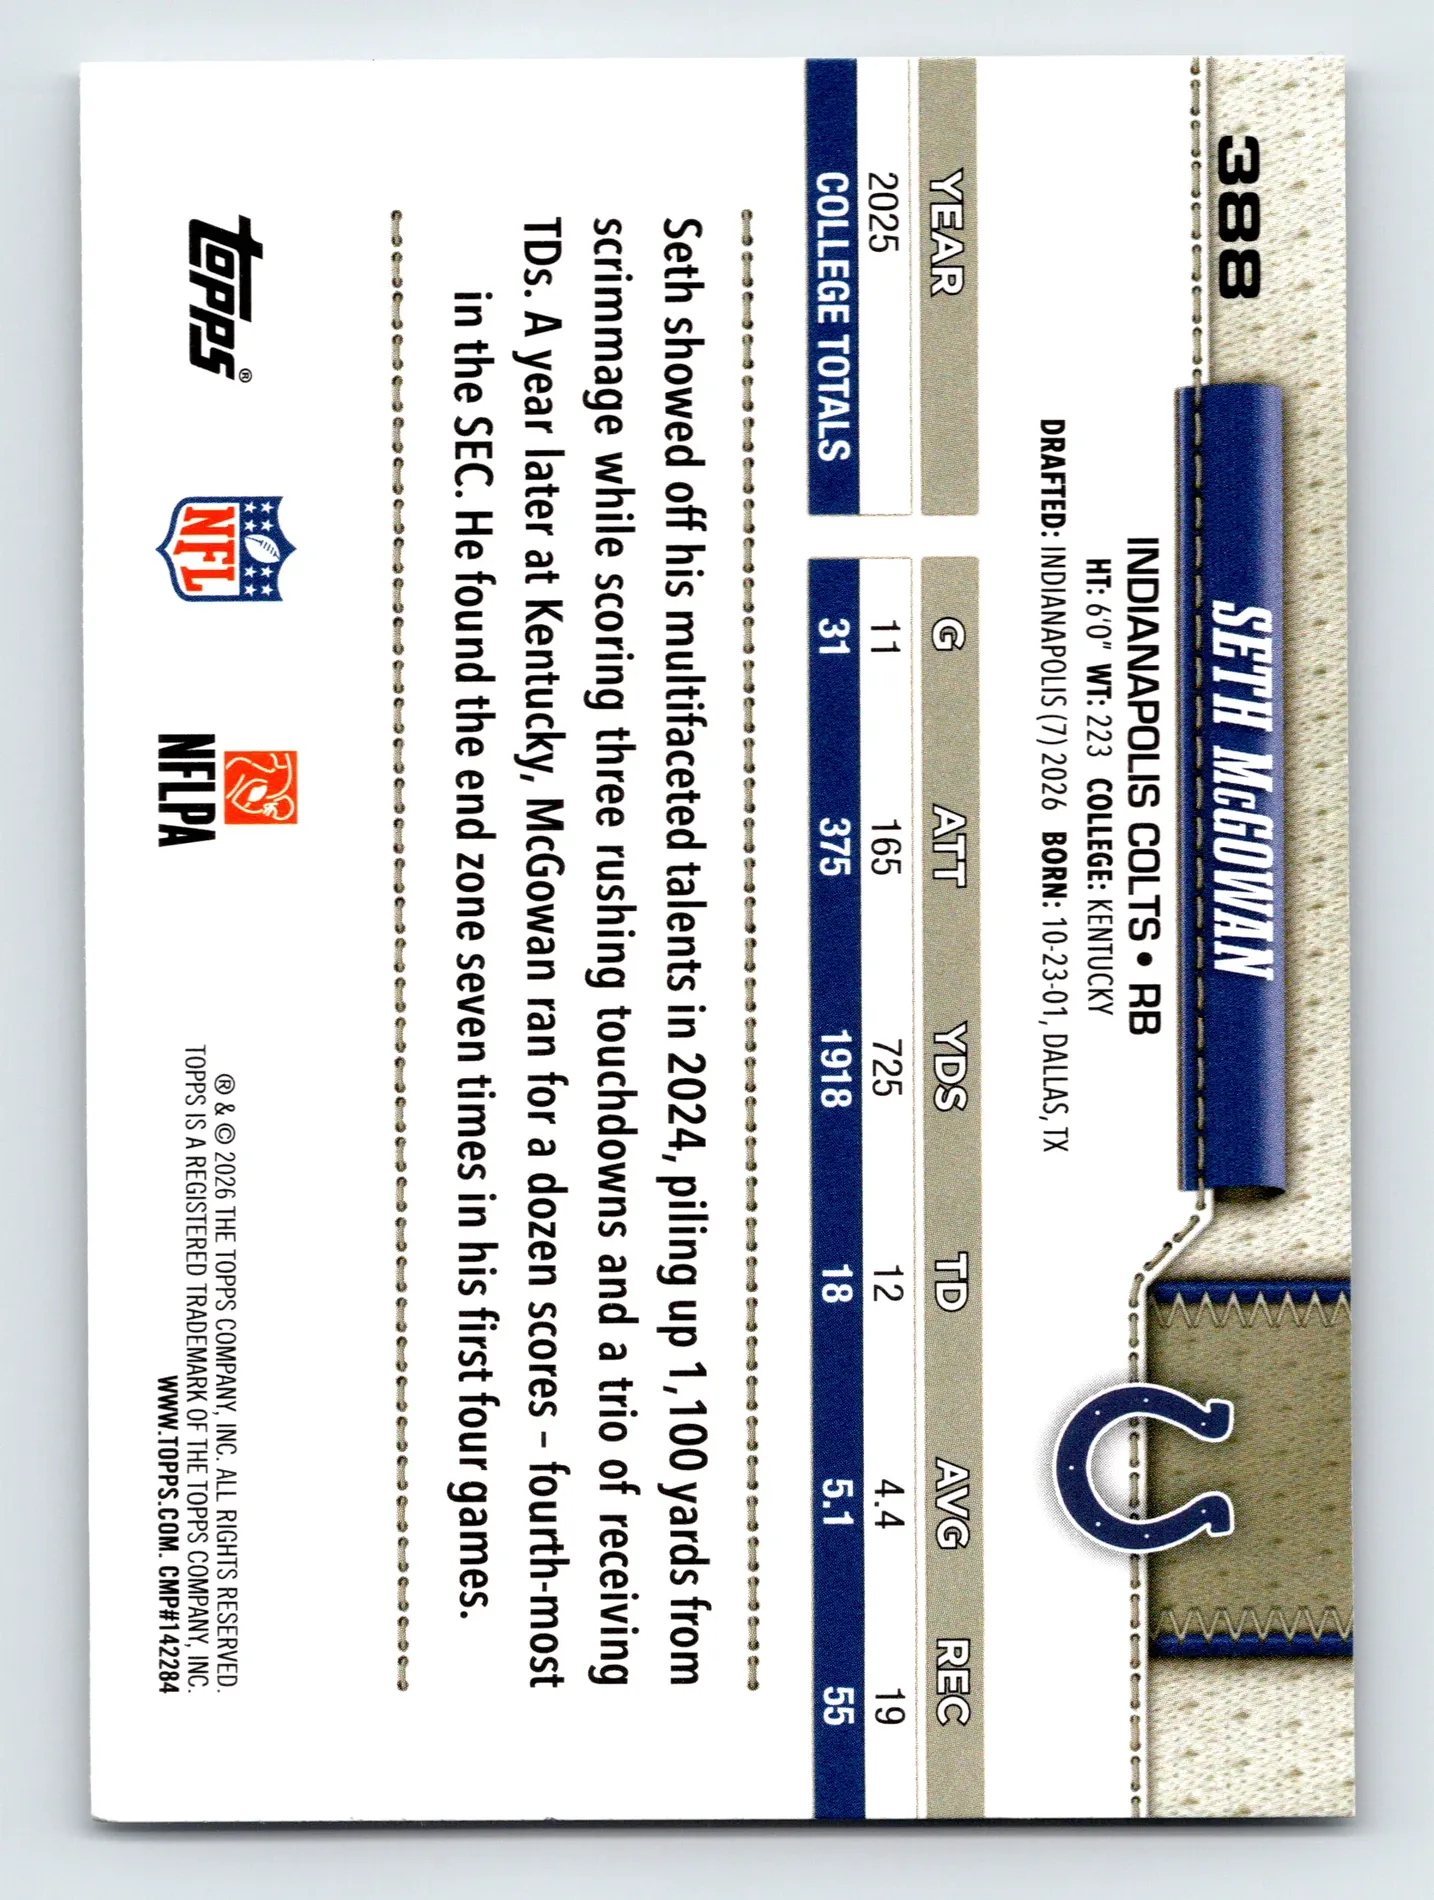 388
SETH McGOWAN
INDIANAPOLIS COLTS • RB
HT: 6'0" WT: 223 COLLEGE: KENTUCKY
DRAFTED: INDIANAPOLIS (7) 2026 BORN: 10-23-01, DALLAS, TX
YEAR G ATT YDS TD AVG REC
2025 11 165 725 12 4.4 19
COLLEGE TOTALS 31 375 1918 18 5.1 55
Seth showed off his multifaceted talents in 2024, piling up 1,100 yards from
scrimmage while scoring three rushing touchdowns and a trio of receiving
TDs. A year later at Kentucky, McGowan ran for a dozen scores – fourth-most
in the SEC. He found the end zone seven times in his first four games.
Topps®
NFL
NFLPA
® & © 2026 THE TOPPS COMPANY, INC. ALL RIGHTS RESERVED.
TOPPS IS A REGISTERED TRADEMARK OF THE TOPPS COMPANY, INC.
WWW.TOPPS.COM. CMP#142284